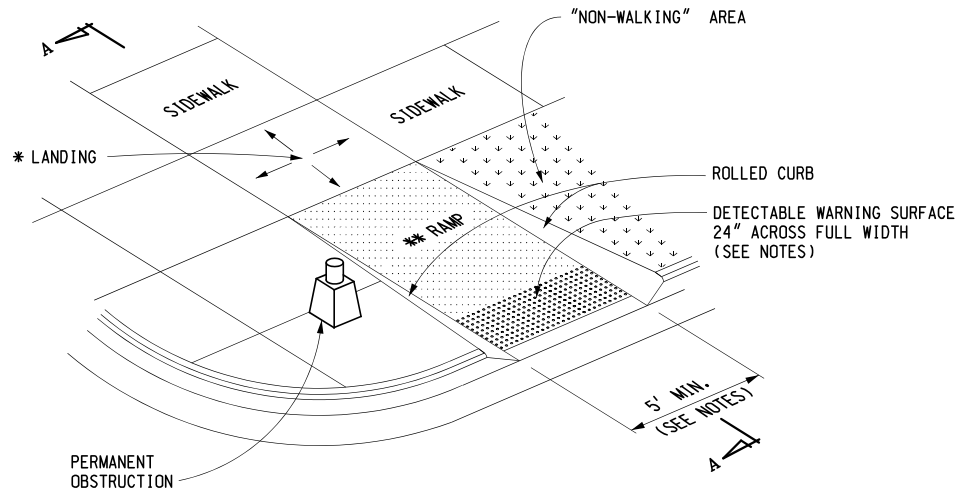 "NON-WALKING" AREA
A
SIDEWALK
SIDEWALK
* LANDING
ROLLED CURB
** RAMP
DETECTABLE WARNING SURFACE
24" ACROSS FULL WIDTH
(SEE NOTES)
5' MIN.
(SEE NOTES)
A
PERMANENT
OBSTRUCTION